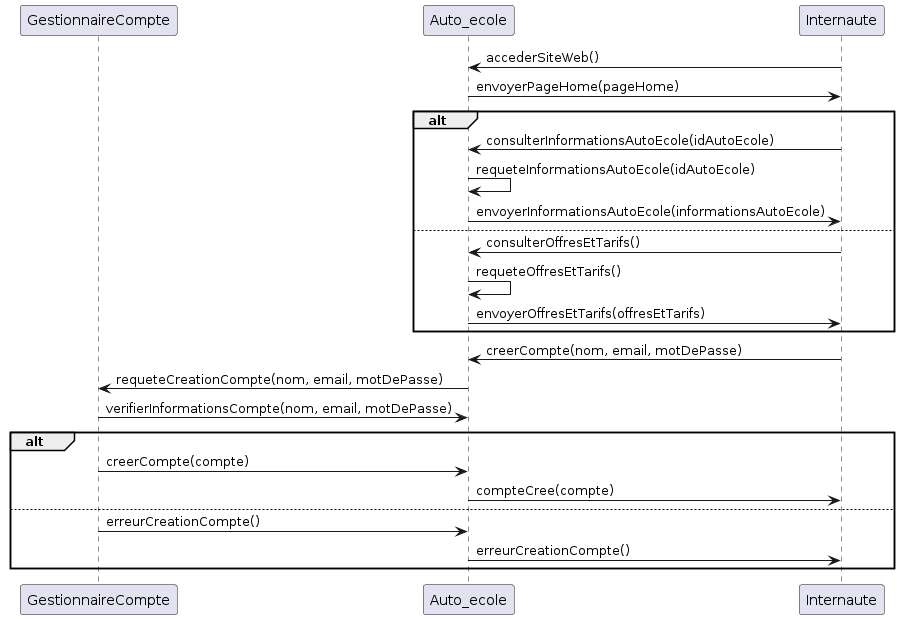 GestionnaireCompte Auto_ecole Internaute
accederSiteWeb()
envoyerPageHome(pageHome)
alt
consulterInformationsAutoEcole(idAutoEcole)
requeteInformationsAutoEcole(idAutoEcole)
envoyerInformationsAutoEcole(informationsAutoEcole)
consulterOffresEtTarifs()
requeteOffresEtTarifs()
envoyerOffresEtTarifs(offresEtTarifs)
creerCompte(nom, email, motDePasse)
requeteCreationCompte(nom, email, motDePasse)
verifierInformationsCompte(nom, email, motDePasse)
alt
creerCompte(compte)
compteCree(compte)
erreurCreationCompte()
erreurCreationCompte()
GestionnaireCompte Auto_ecole Internaute